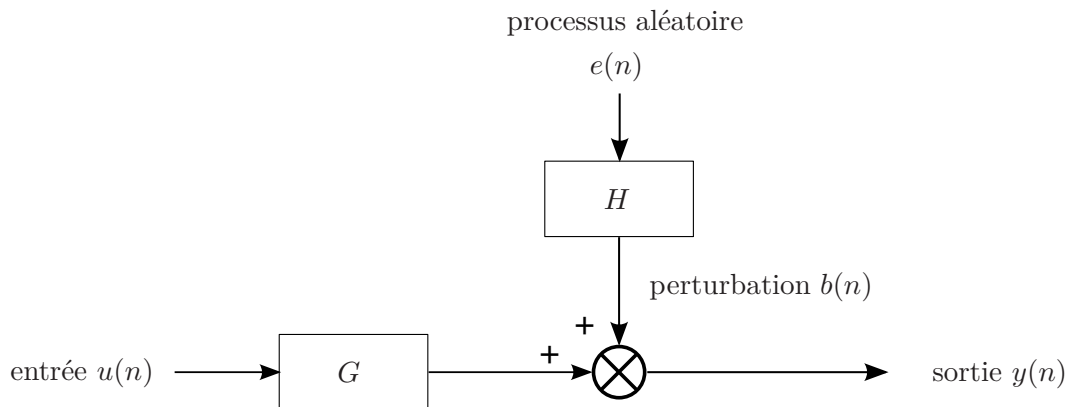 processus aléatoire
e(n)
H
perturbation b(n)
+
+
entrée u(n)
G
sortie y(n)